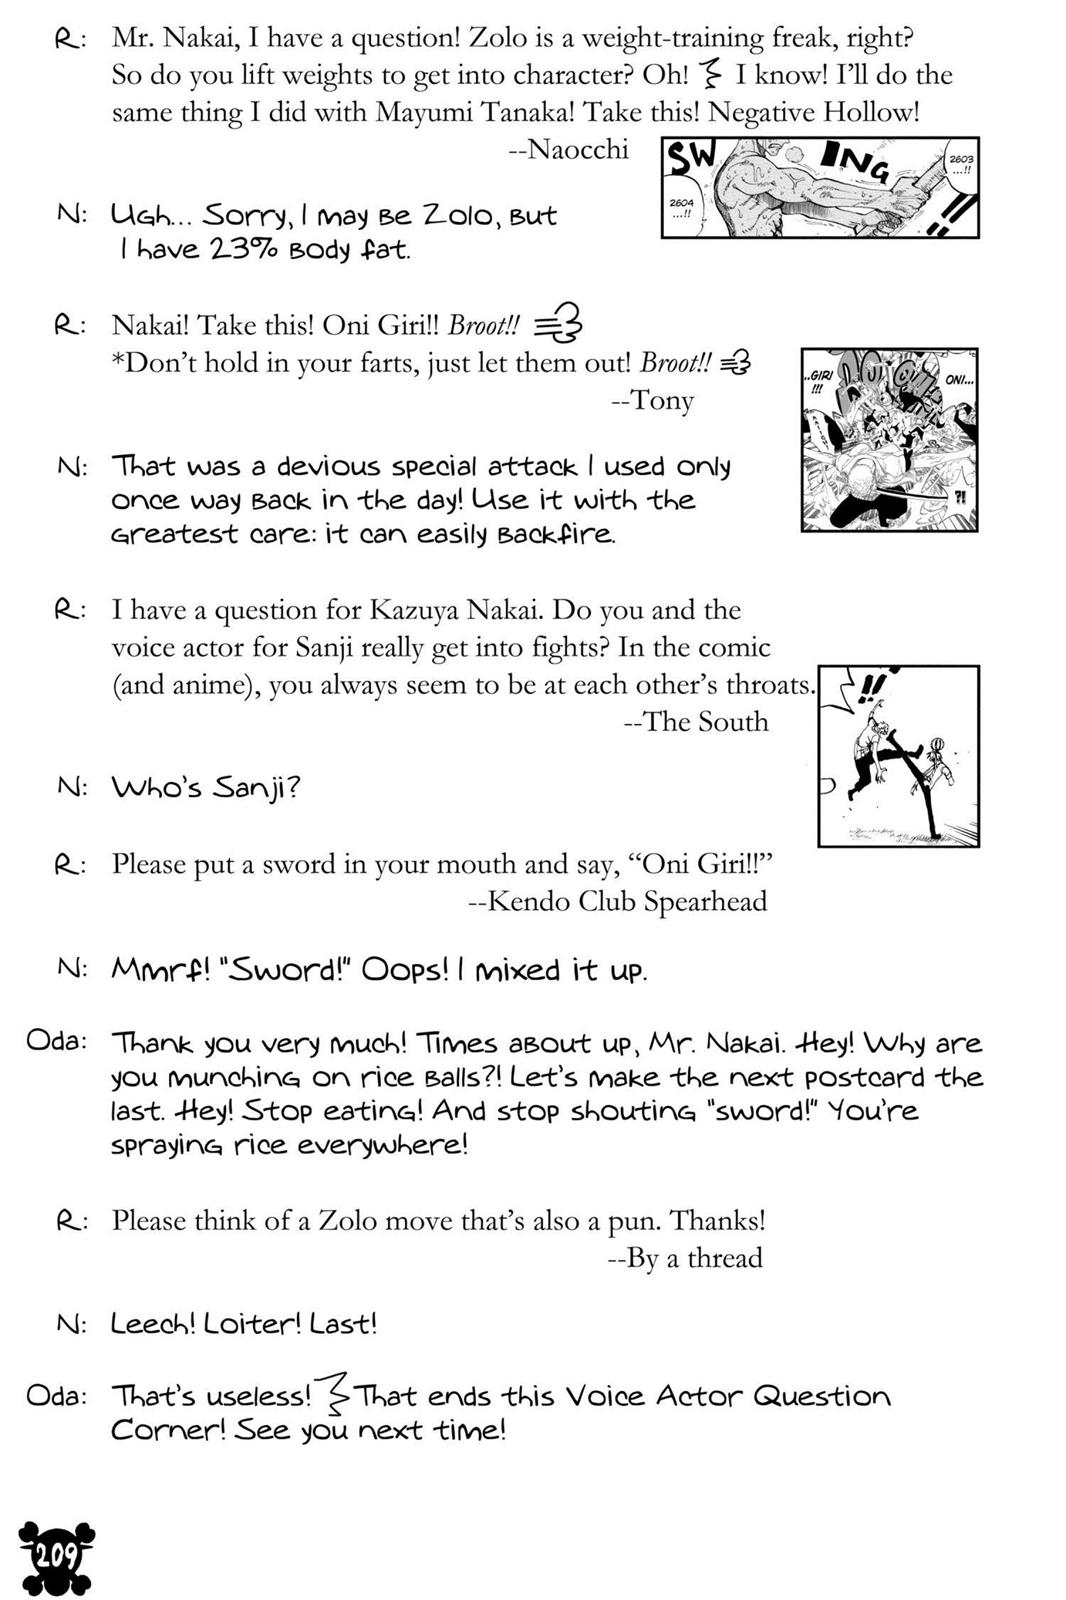 R: Mr. Nakai, I have a question! Zolo is a weight-training freak, right?
So do you lift weights to get into character? Oh! I know! I'll do the
same thing I did with Mayumi Tanaka! Take this! Negative Hollow!
--Naocchi
SWING
2603 ...!!
2604 ...!!
!!
N: Ugh... Sorry, I may be Zolo, but
I have 23% body fat.
R: Nakai! Take this! Oni Giri!! Broot!!
*Don't hold in your farts, just let them out! Broot!!
--Tony
ONI...
..GIRI !!!
?!
N: That was a devious special attack I used only
once way back in the day! Use it with the
greatest care: it can easily backfire.
R: I have a question for Kazuya Nakai. Do you and the
voice actor for Sanji really get into fights? In the comic
(and anime), you always seem to be at each other's throats.
--The South
!!
N: Who's Sanji?
R: Please put a sword in your mouth and say, "Oni Giri!!"
--Kendo Club Spearhead
N: Mmrf! "Sword!" Oops! I mixed it up.
Oda: Thank you very much! Times about up, Mr. Nakai. Hey! Why are
you munching on rice balls?! Let's make the next postcard the
last. Hey! Stop eating! And stop shouting "sword!" You're
spraying rice everywhere!
R: Please think of a Zolo move that's also a pun. Thanks!
--By a thread
N: Leech! Loiter! Last!
Oda: That's useless! That ends this Voice Actor Question
Corner! See you next time!
209